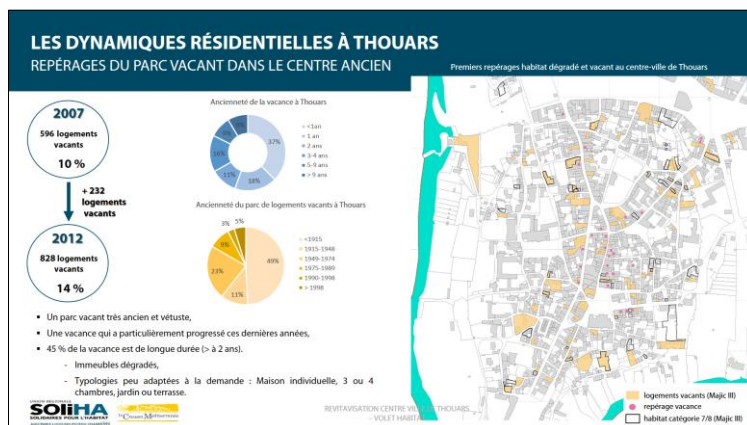 LES DYNAMIQUES RÉSIDENTIELLES À THOUARS
REPÉRAGES DU PARC VACANT DANS LE CENTRE ANCIEN
Premiers repérages habitat dégradé et vacant au centre-ville de Thouars
2007
596 logements
vacants
10 %
+ 232
logements
vacants
2012
828 logements
vacants
14 %
Ancienneté de la vacance à Thouars
37%
18%
11%
16%
<1an
1 an
2 ans
3-4 ans
5-9 ans
> 9 ans
Ancienneté du parc de logements vacants à Thouars
49%
11%
23%
9%
3%
5%
<1915
1915-1948
1949-1974
1975-1989
1990-1998
> 1998
▪ Un parc vacant très ancien et vétuste,
▪ Une vacance qui a particulièrement progressé ces dernières années,
▪ 45 % de la vacance est de longue durée (> à 2 ans).
- Immeubles dégradés,
- Typologies peu adaptées à la demande : Maison individuelle, 3 ou 4
chambres, jardin ou terrasse.
logements vacants (Majic III)
repérage vacance
habitat catégorie 7/8 (Majic III)
UNION RÉGIONALE
SOLIHA
SOLIDAIRES POUR L'HABITAT
REVITAVISATION CENTRE VILLE DE THOUARS
- VOLET HABITAT